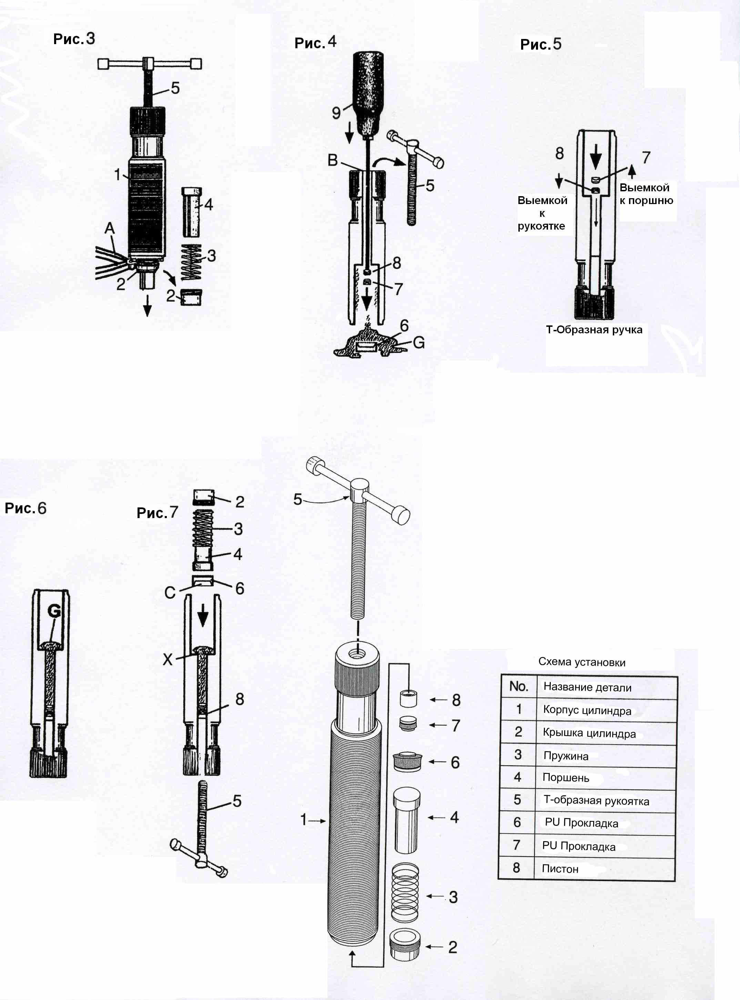 Рис.3
5
1
4
A
3
2
2
Рис.4
9
B
5
8
7
6
G
Рис.5
8
7
Выемкой
к поршню
Выемкой
к
рукоятке
Т-Образная ручка
Рис.6
G
Рис.7
2
3
4
C
6
X
8
5
5
8
7
6
1
4
3
2
Схема установки
No. Название детали
1 Корпус цилиндра
2 Крышка цилиндра
3 Пружина
4 Поршень
5 Т-образная рукоятка
6 PU Прокладка
7 PU Прокладка
8 Пистон